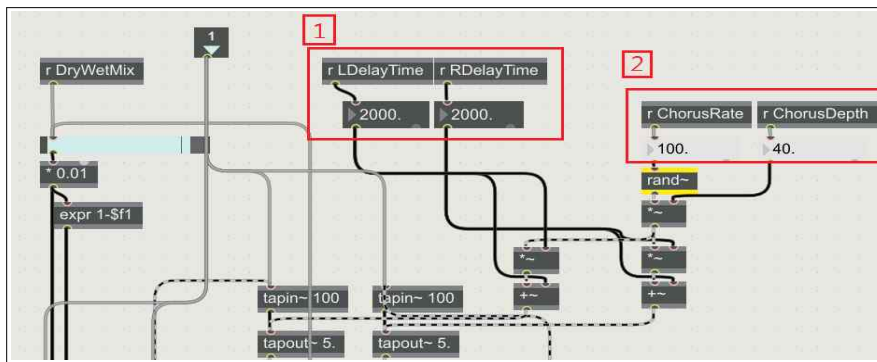 1
1
2
r DryWetMix
r LDelayTime
r RDelayTime
2000.
2000.
r ChorusRate
r ChorusDepth
100.
40.
* 0.01
rand~
expr 1-$f1
*~
*~
*~
+~
+~
tapin~ 100
tapin~ 100
tapout~ 5.
tapout~ 5.